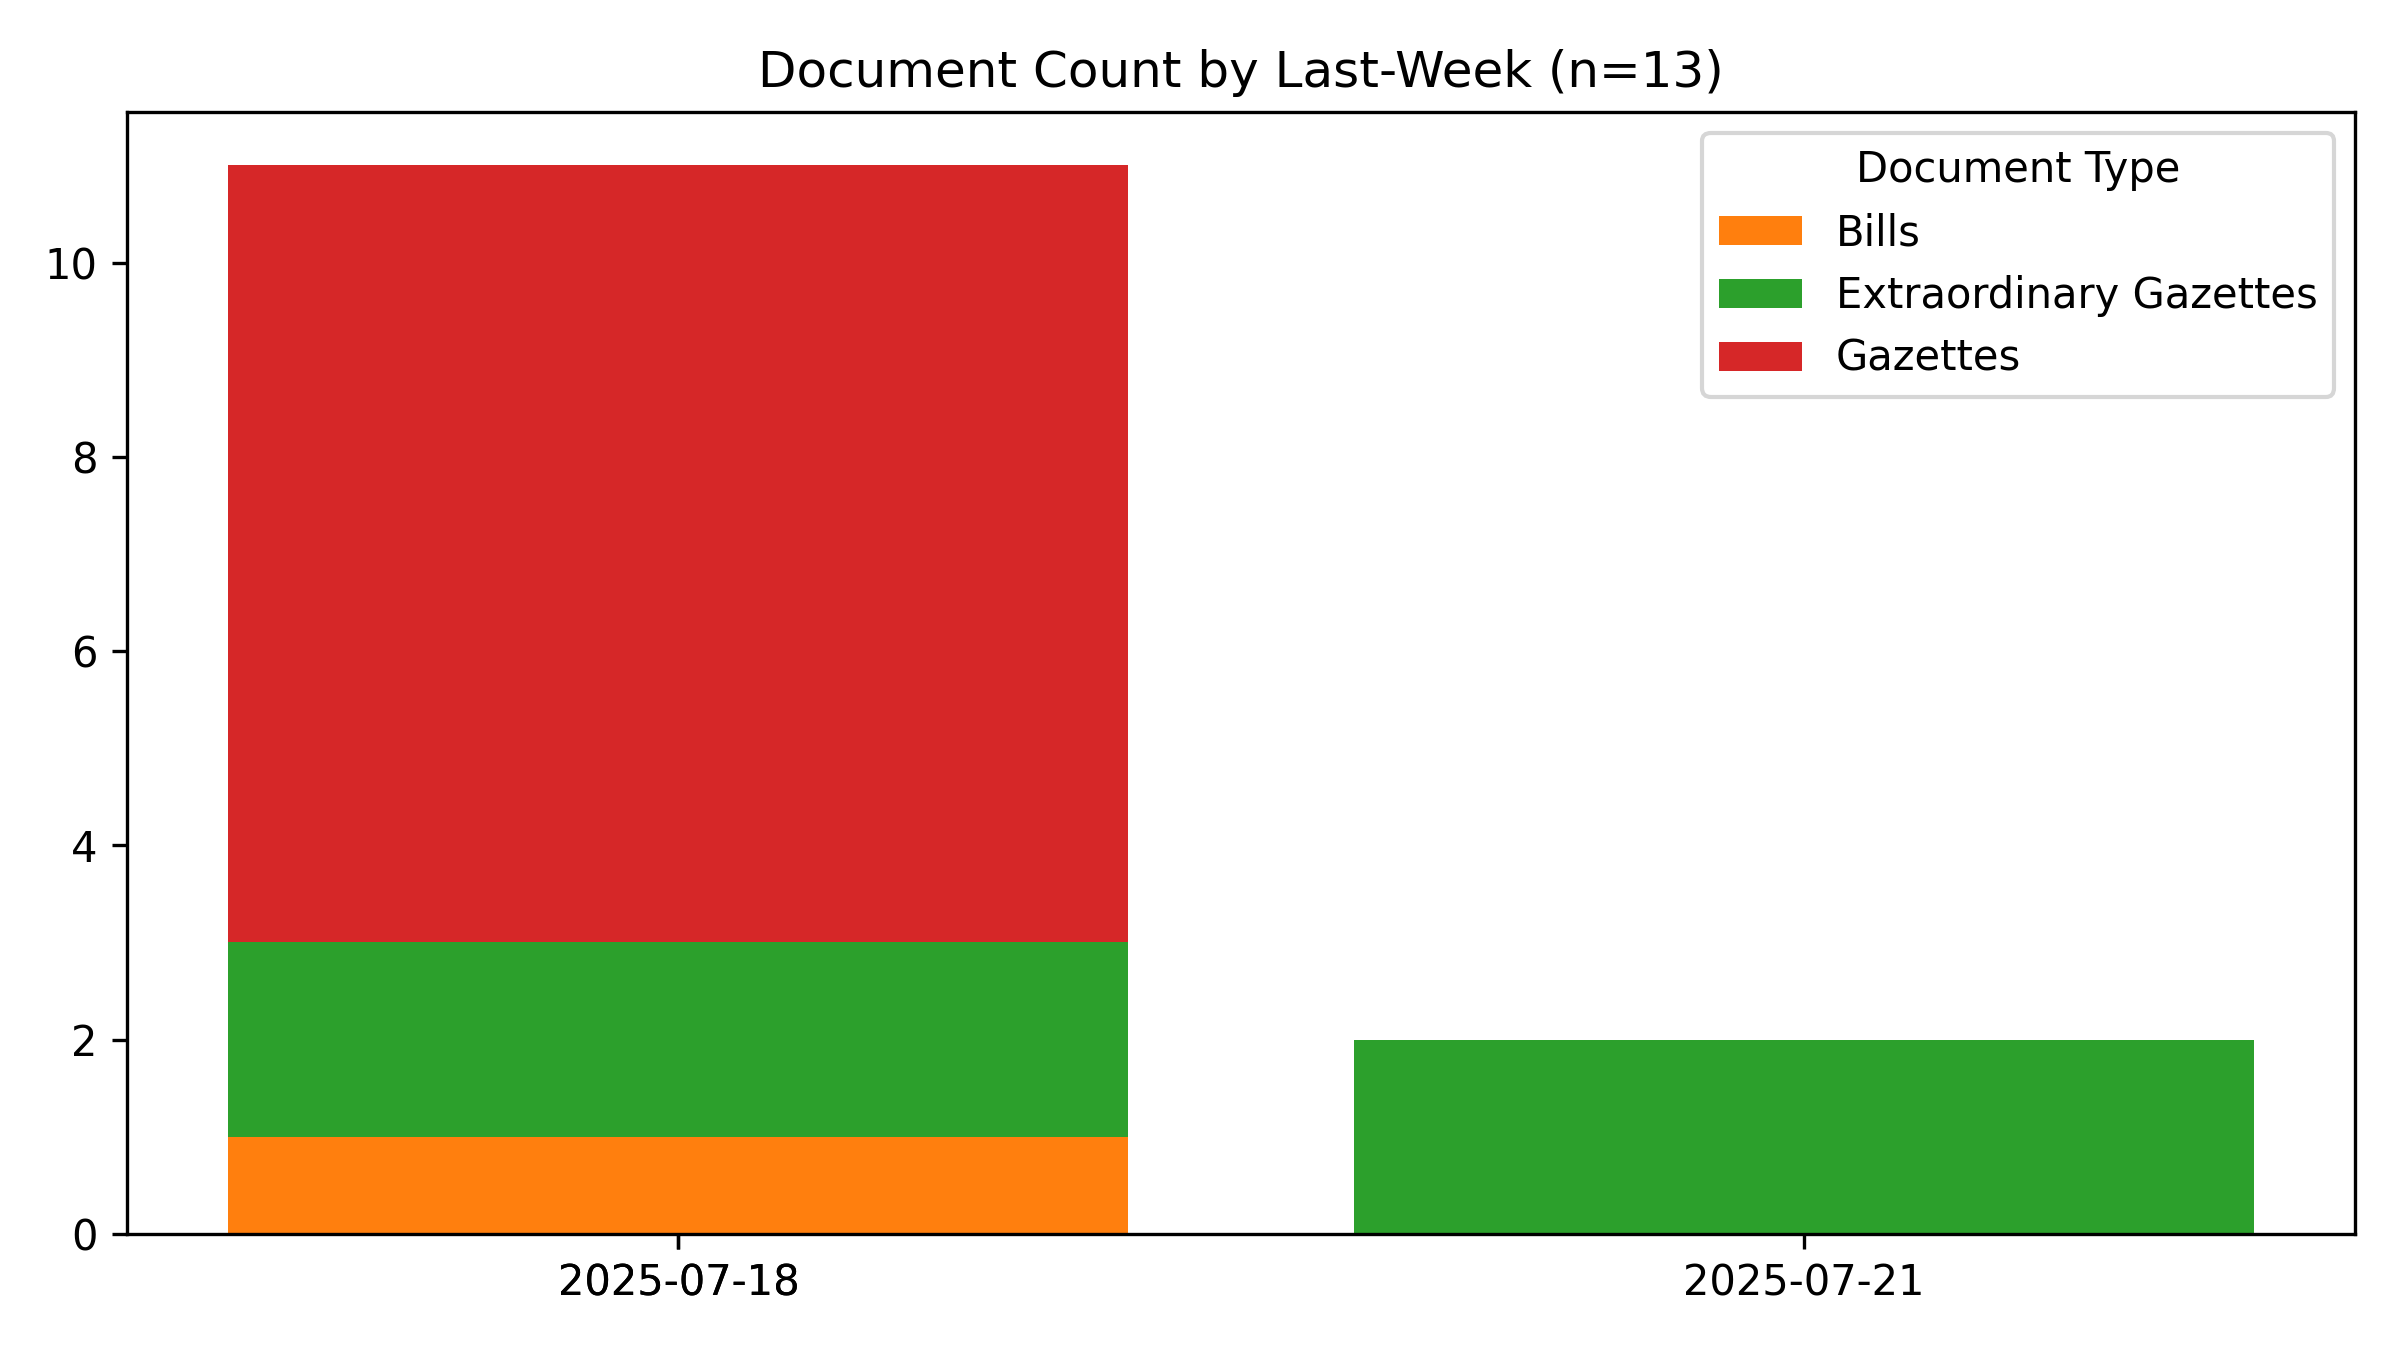 Document Count by Last-Week (n=13)
Document Type
Bills
Extraordinary Gazettes
Gazettes
10
8
6
4
2
0
2025-07-18
2025-07-21